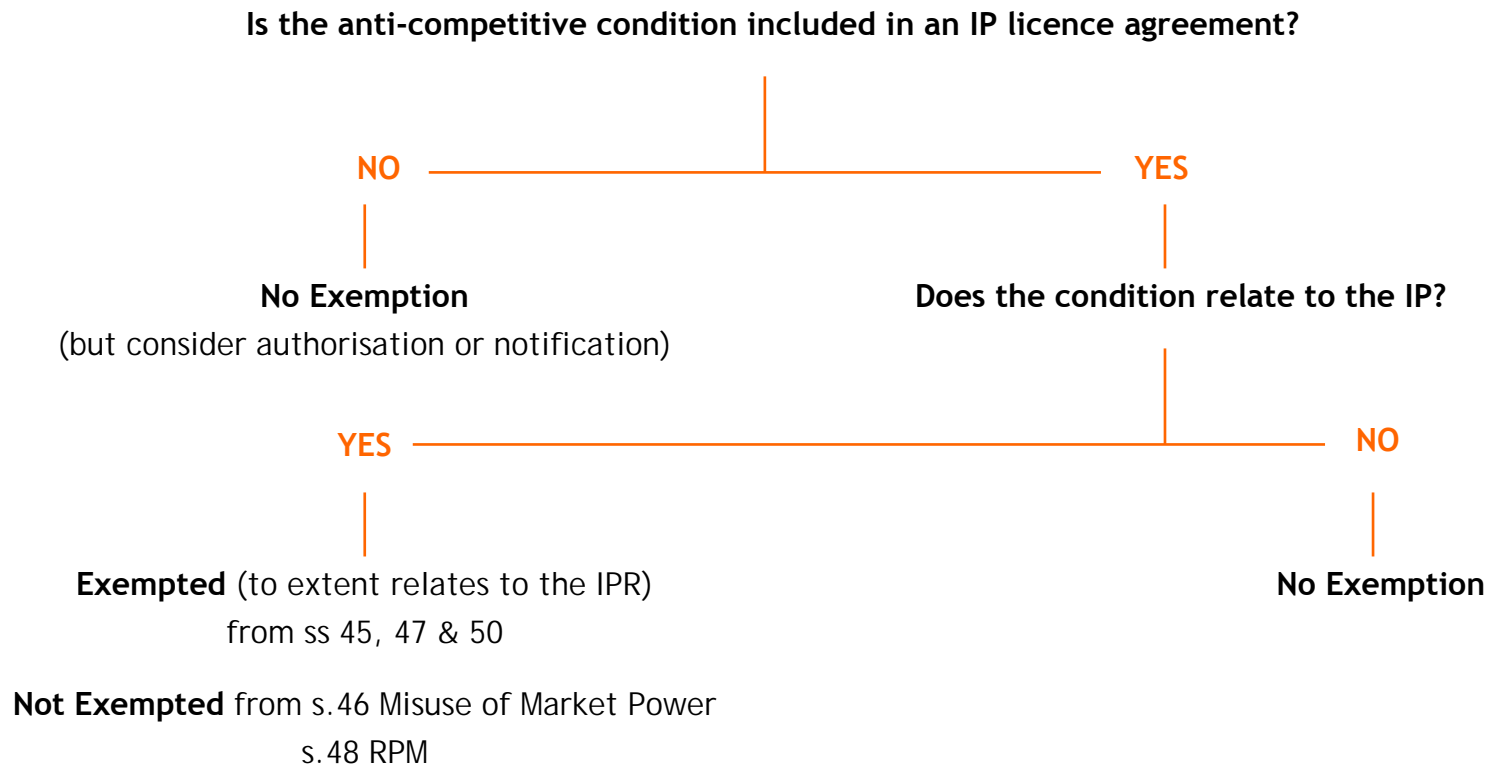 Is the anti-competitive condition included in an IP licence agreement?
NO
YES
No Exemption
(but consider authorisation or notification)
Does the condition relate to the IP?
YES
NO
Exempted (to extent relates to the IPR)
from ss 45, 47 & 50
No Exemption
Not Exempted from s.46 Misuse of Market Power
s.48 RPM